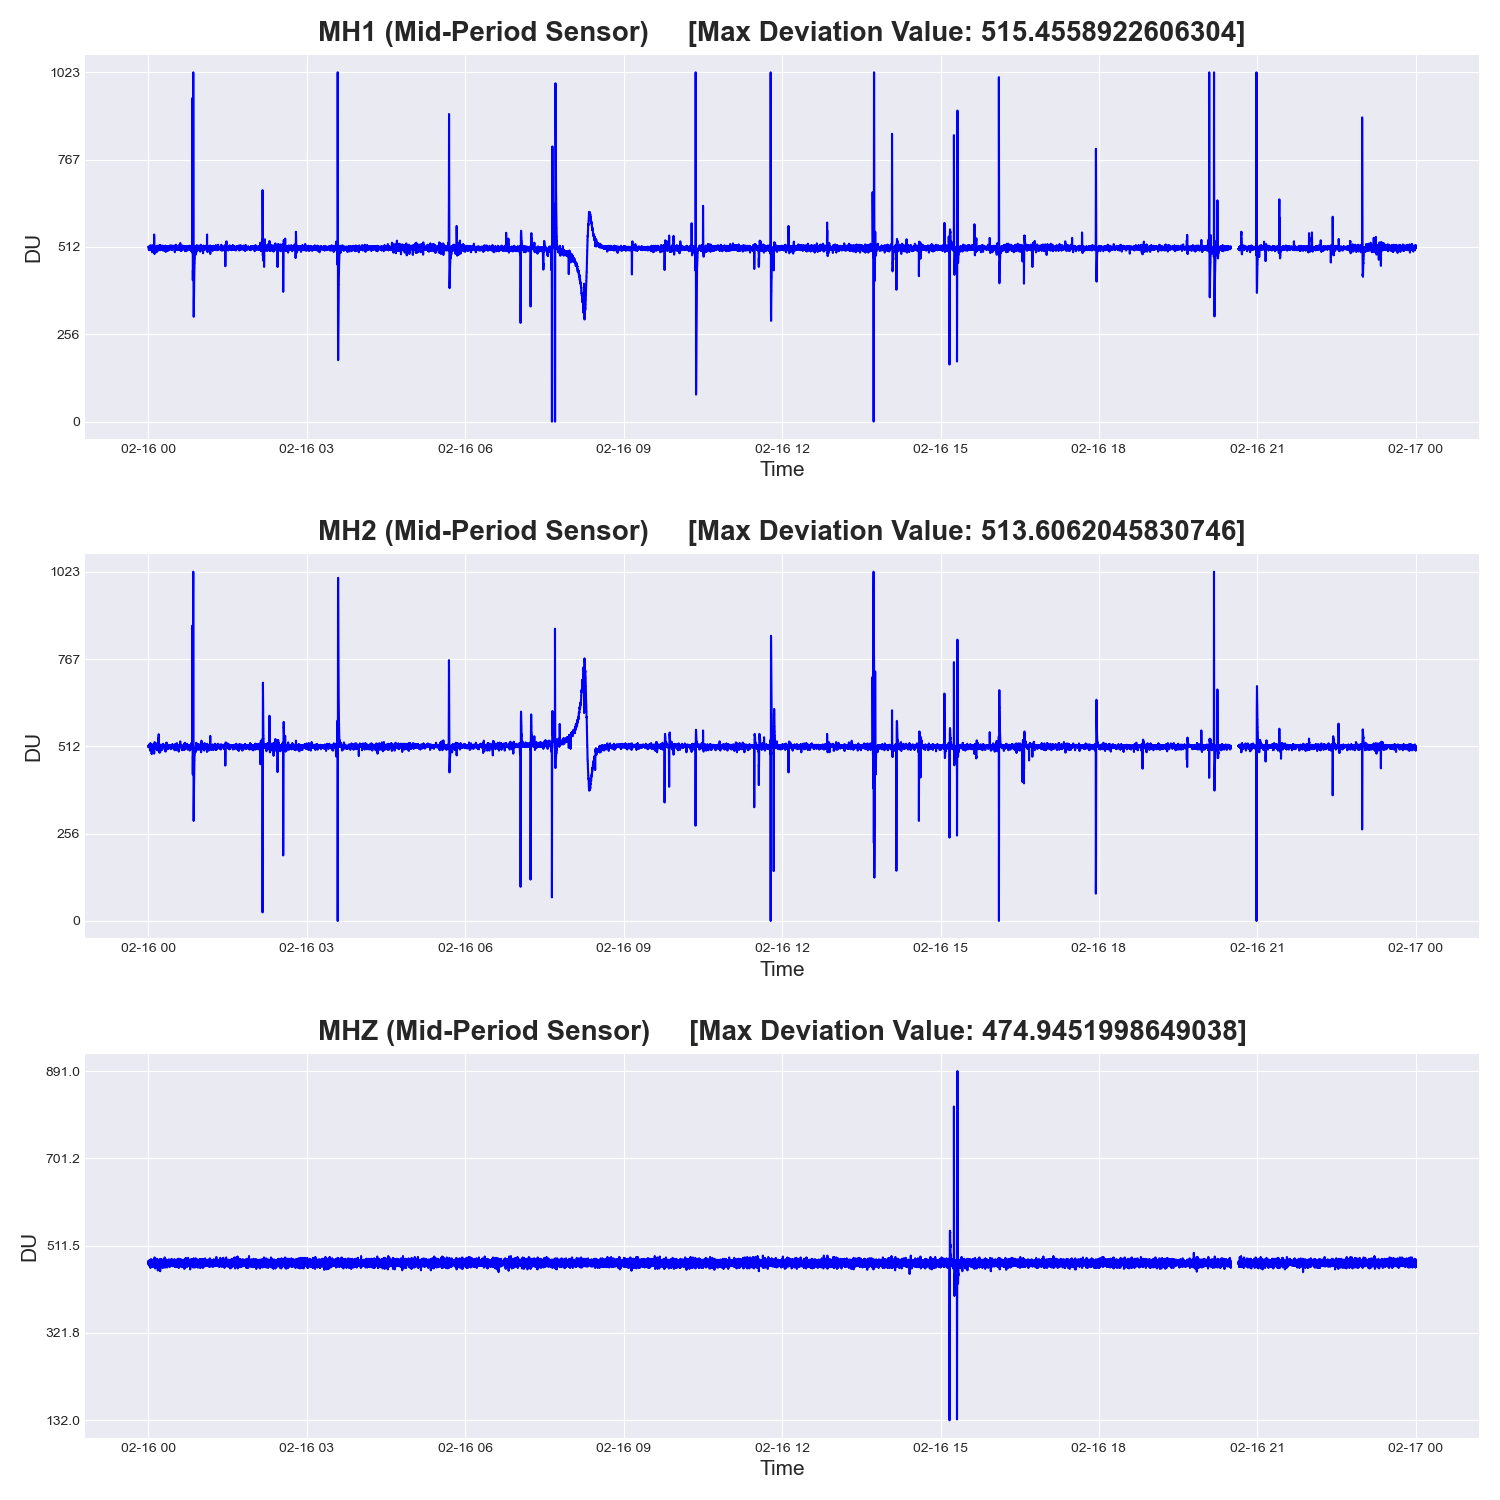 MH1 (Mid-Period Sensor) [Max Deviation Value: 515.4558922606304]
1023
767
512
256
0
DU
02-16 00 02-16 03 02-16 06 02-16 09 02-16 12 02-16 15 02-16 18 02-16 21 02-17 00
Time
MH2 (Mid-Period Sensor) [Max Deviation Value: 513.6062045830746]
1023
767
512
256
0
DU
02-16 00 02-16 03 02-16 06 02-16 09 02-16 12 02-16 15 02-16 18 02-16 21 02-17 00
Time
MHZ (Mid-Period Sensor) [Max Deviation Value: 474.9451998649038]
891.0
701.2
511.5
321.8
132.0
DU
02-16 00 02-16 03 02-16 06 02-16 09 02-16 12 02-16 15 02-16 18 02-16 21 02-17 00
Time